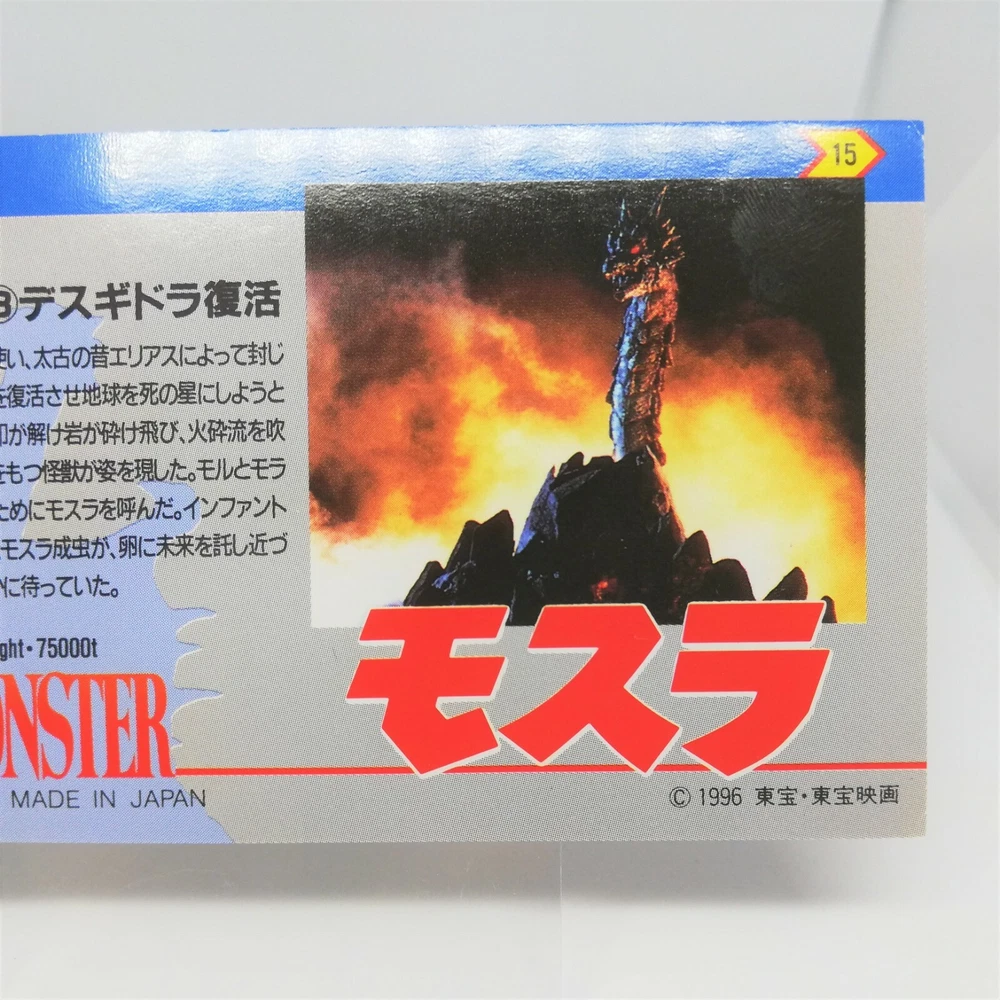 15
③デスギドラ復活
使い、太古の昔エリアスによって封じ
を復活させ地球を死の星にしようと
印が解け岩が砕け飛び、火砕流を吹
をもつ怪獣が姿を現した。モルとモラ
ためにモスラを呼んだ。インファント
モスラ成虫が、卵に未来を託し近づ
に待っていた。
ght・75000t
ONSTER
モスラ
MADE IN JAPAN
© 1996 東宝・東宝映画